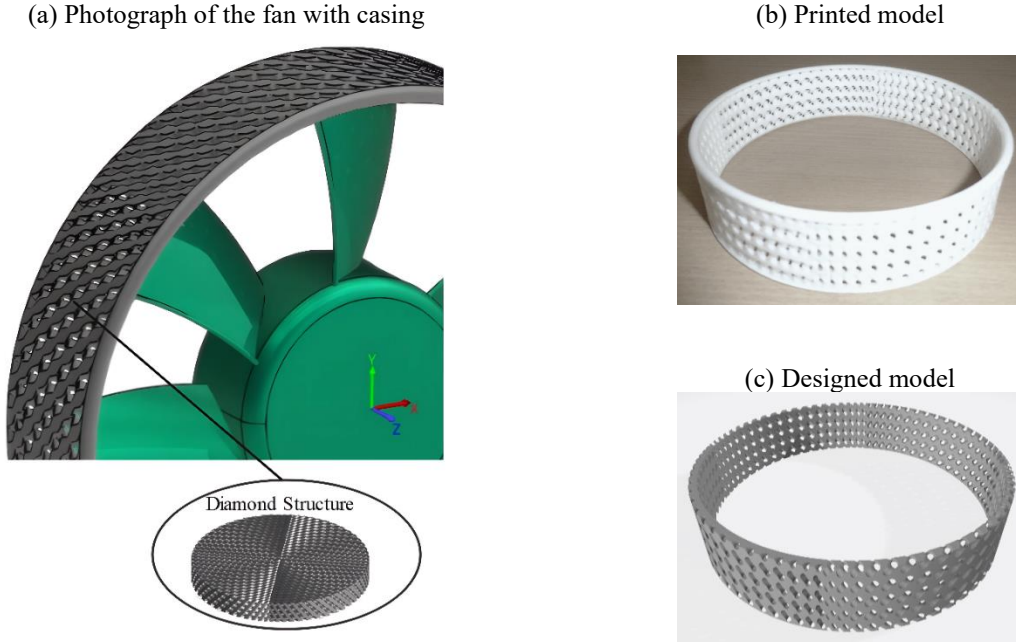 (a) Photograph of the fan with casing
(b) Printed model
Y
X
Z
Diamond Structure
(c) Designed model